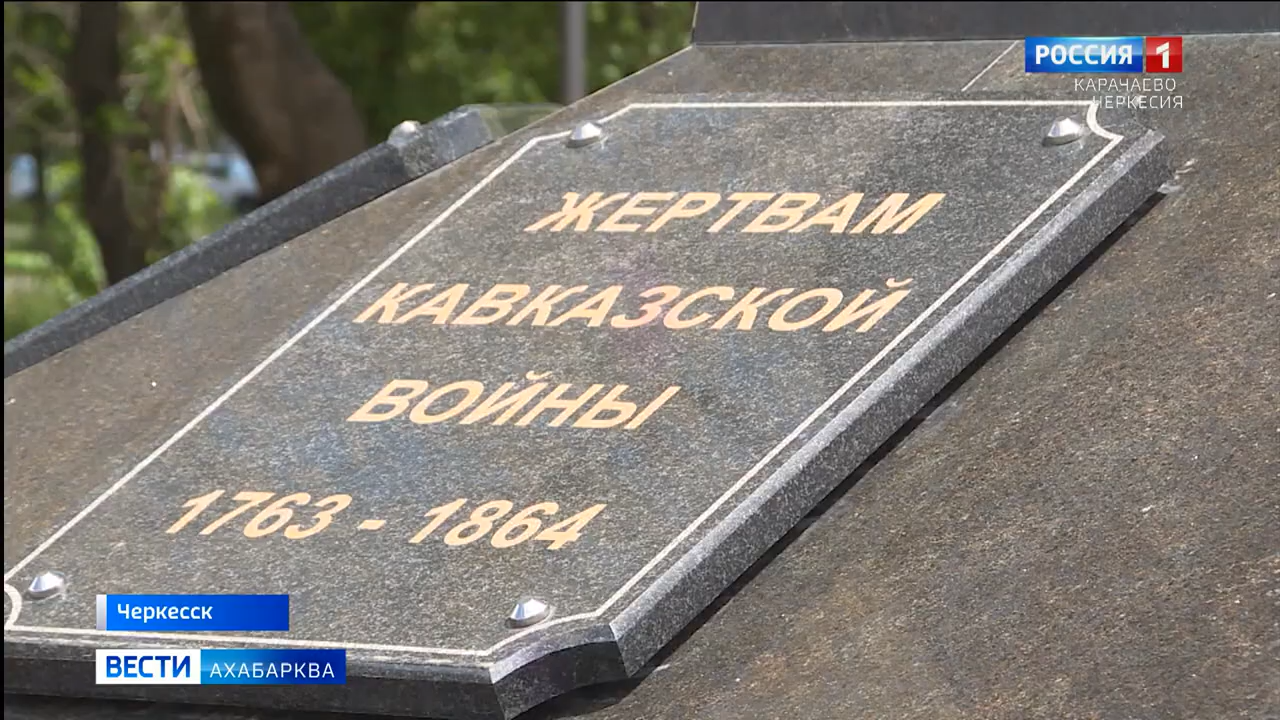 РОССИЯ 1
КАРАЧАЕВО
ЧЕРКЕСИЯ
ЖЕРТВАМ
КАВКАЗСКОЙ
ВОЙНЫ
1763 - 1864
Черкесск
ВЕСТИ АХАБАРКВА